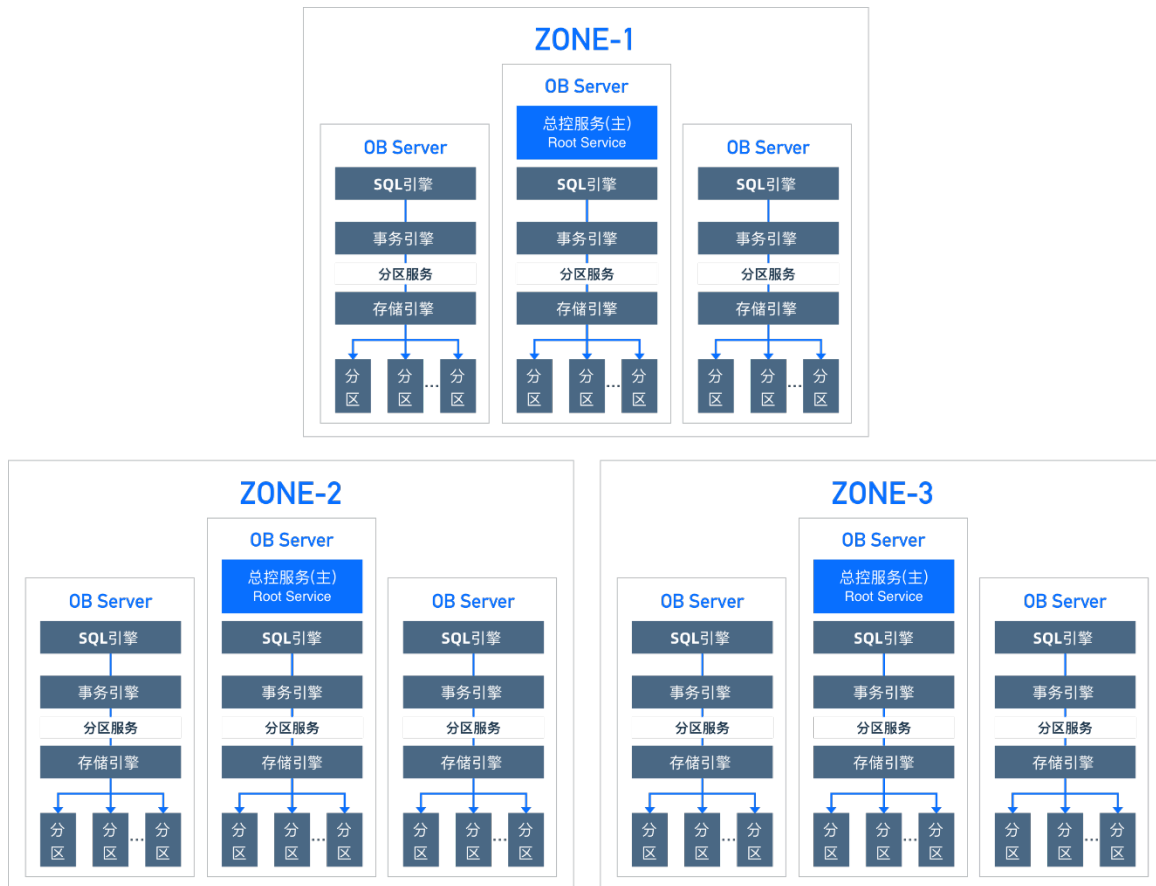 ZONE-1
OB Server
总控服务(主)
Root Service
SQL引擎
事务引擎
分区服务
存储引擎
分区
分区
...
分区
OB Server
SQL引擎
事务引擎
分区服务
存储引擎
分区
分区
...
分区
OB Server
SQL引擎
事务引擎
分区服务
存储引擎
分区
分区
...
分区
ZONE-2
OB Server
总控服务(主)
Root Service
SQL引擎
事务引擎
分区服务
存储引擎
分区
分区
...
分区
OB Server
SQL引擎
事务引擎
分区服务
存储引擎
分区
分区
...
分区
OB Server
SQL引擎
事务引擎
分区服务
存储引擎
分区
分区
...
分区
ZONE-3
OB Server
总控服务(主)
Root Service
SQL引擎
事务引擎
分区服务
存储引擎
分区
分区
...
分区
OB Server
SQL引擎
事务引擎
分区服务
存储引擎
分区
分区
...
分区
OB Server
SQL引擎
事务引擎
分区服务
存储引擎
分区
分区
...
分区